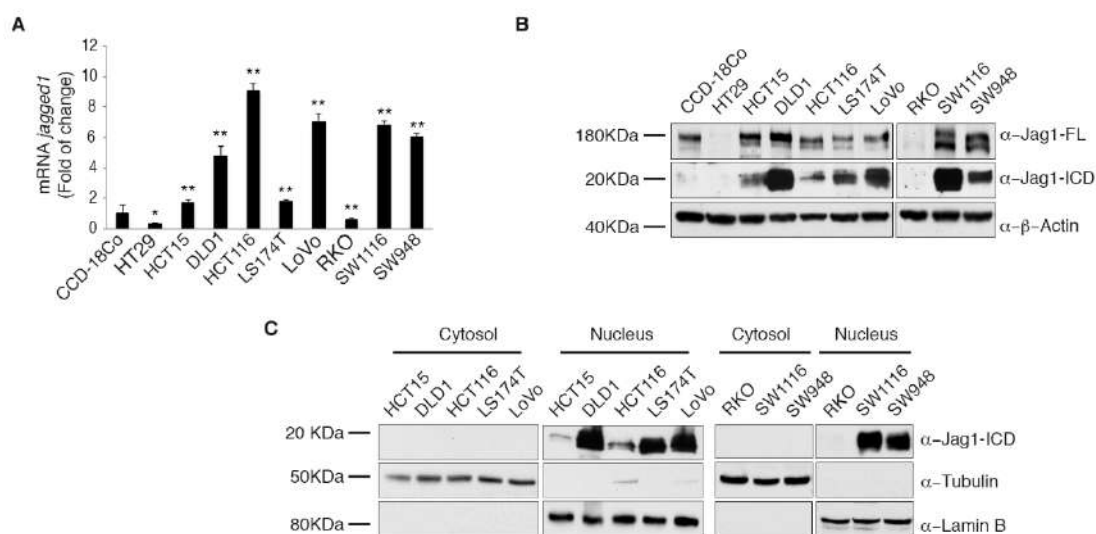 A
mRNA jagged1
(Fold of change)
12
10
8
6
4
2
0
*
**
**
**
**
**
**
**
**
CCD-18Co
HT29
HCT15
DLD1
HCT116
LS174T
LoVo
RKO
SW1116
SW948
B
CCD-18Co
HT29
HCT15
DLD1
HCT116
LS174T
LoVo
RKO
SW1116
SW948
180KDa
α-Jag1-FL
20KDa
α-Jag1-ICD
40KDa
α-β-Actin
C
Cytosol
Nucleus
Cytosol
Nucleus
HCT15
DLD1
HCT116
LS174T
LoVo
HCT15
DLD1
HCT116
LS174T
LoVo
RKO
SW1116
SW948
RKO
SW1116
SW948
20 KDa
α-Jag1-ICD
50KDa
α-Tubulin
80KDa
α-Lamin B